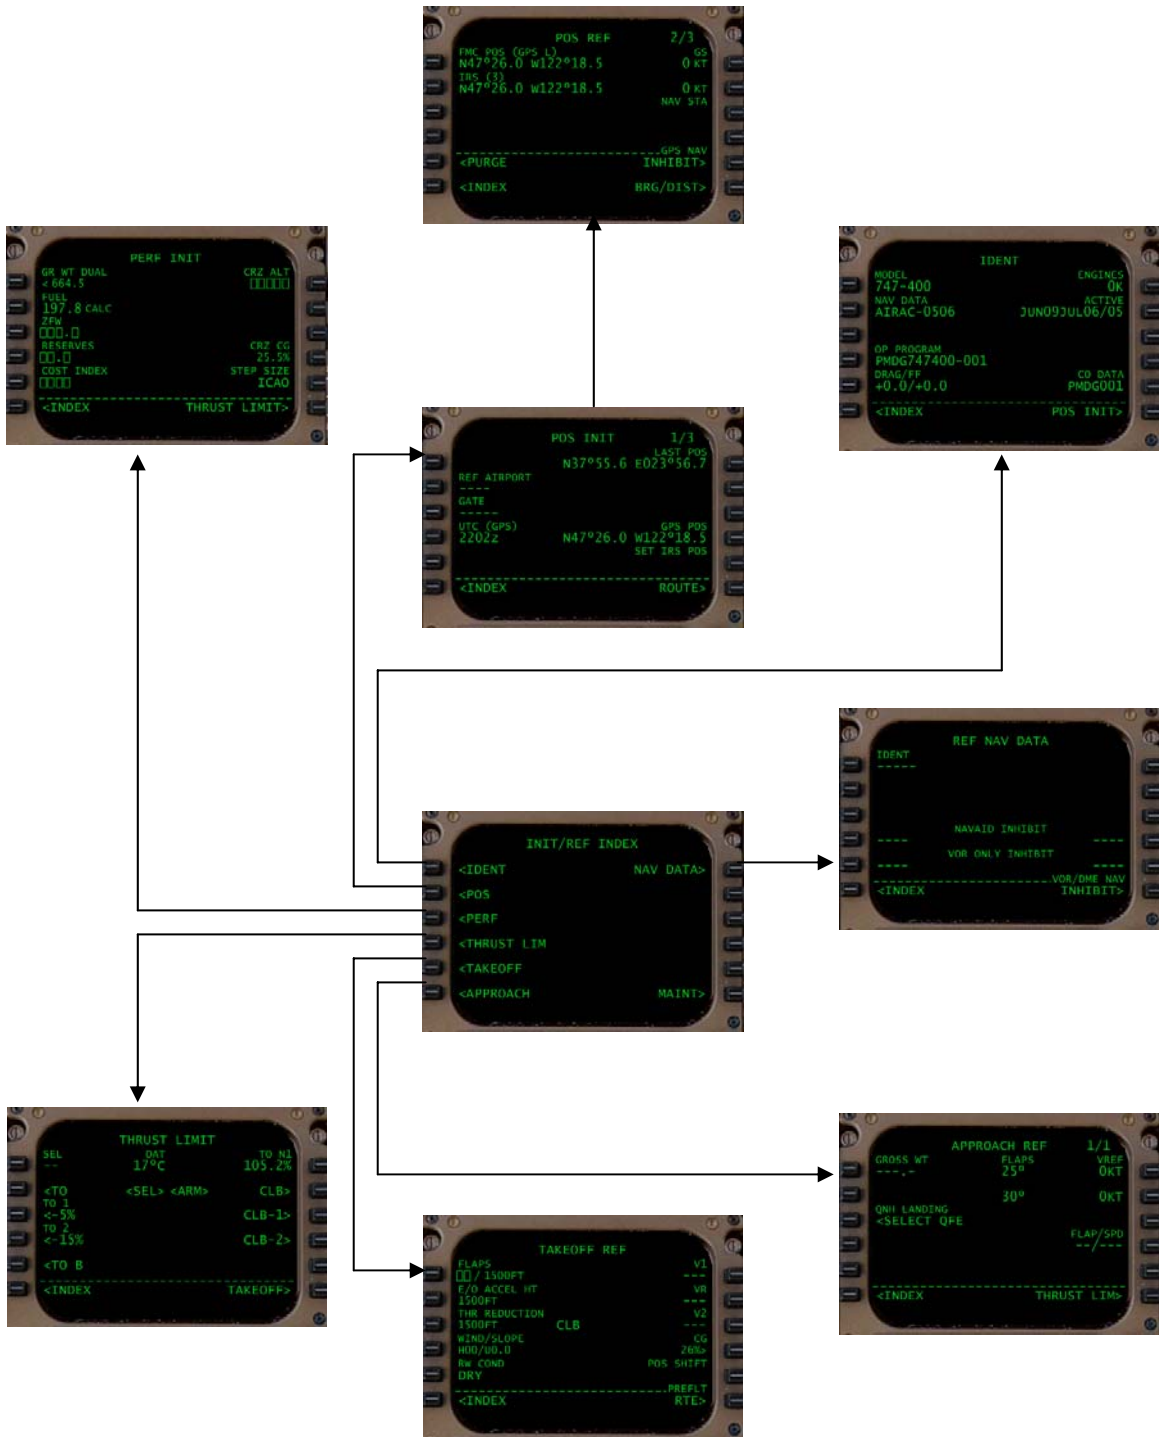 POS REF 2/3
FMC POS (GPS L) GS
N47°26.0 W122°18.5 0 KT
IRS (3)
N47°26.0 W122°18.5 0 KT
NAV STA
GPS NAV
<PURGE INHIBIT>
<INDEX BRG/DIST>
PERF INIT
GR WT DUAL CRZ ALT
<664.5 □□□□□
FUEL
197.8 CALC
ZFW
□□□.□
RESERVES CRZ CG
□□.□ 25.5%
COST INDEX STEP SIZE
□□□□ ICAO
<INDEX THRUST LIMIT>
IDENT
MODEL ENGINES
747-400 OK
NAV DATA ACTIVE
AIRAC-0506 JUN09JUL06/05
OP PROGRAM
PMDG747400-001
DRAG/FF CO DATA
+0.0/+0.0 PMDG001
<INDEX POS INIT>
POS INIT 1/3
LAST POS
N37°55.6 E023°56.7
REF AIRPORT
----
GATE
-----
UTC (GPS) GPS POS
2202z N47°26.0 W122°18.5
SET IRS POS
<INDEX ROUTE>
REF NAV DATA
IDENT
-----
NAVAID INHIBIT
---- ----
VOR ONLY INHIBIT
---- ----
VOR/DME NAV
<INDEX INHIBIT>
INIT/REF INDEX
<IDENT NAV DATA>
<POS
<PERF
<THRUST LIM
<TAKEOFF
<APPROACH MAINT>
THRUST LIMIT
SEL OAT TO N1
-- 17°C 105.2%
<TO <SEL> <ARM> CLB>
TO 1
<-5% CLB-1>
TO 2
<-15% CLB-2>
<TO B
<INDEX TAKEOFF>
APPROACH REF 1/1
GROSS WT FLAPS VREF
---.- 25° 0KT
30° 0KT
QNH LANDING
<SELECT QFE
FLAP/SPD
--/---
<INDEX THRUST LIM>
TAKEOFF REF
FLAPS V1
□□/1500FT ---
E/O ACCEL HT VR
1500FT ---
THR REDUCTION V2
1500FT CLB ---
WIND/SLOPE CG
H00/U0.0 26%>
RW COND POS SHIFT
DRY
PREFLT
<INDEX RTE>